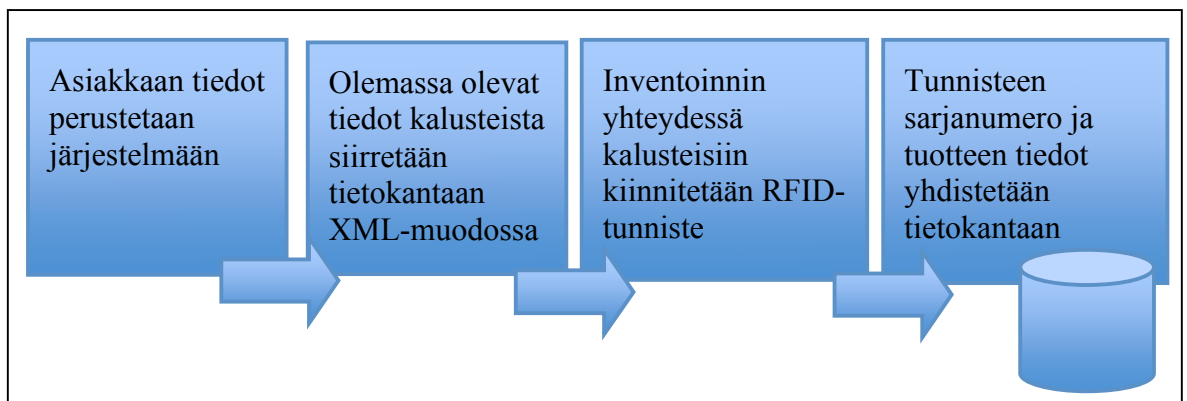 Asiakkaan tiedot
perustetaan
järjestelmään
Olemassa olevat
tiedot kalusteista
siirretään
tietokantaan
XML-muodossa
Inventoinnin
yhteydessä
kalusteisiin
kiinnitetään RFID-
tunniste
Tunnisteen
sarjanumero ja
tuotteen tiedot
yhdistetään
tietokantaan